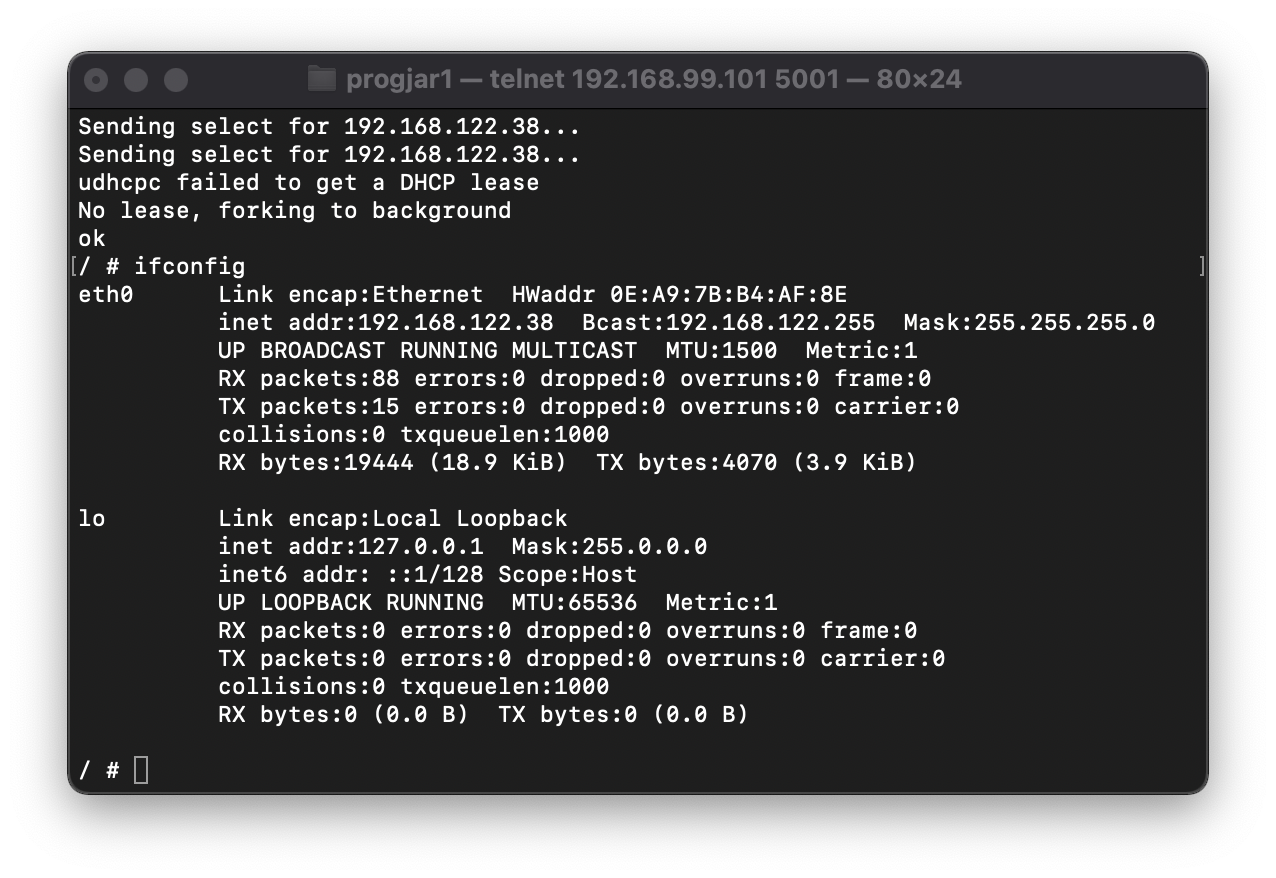 progjar1 — telnet 192.168.99.101 5001 — 80×24
Sending select for 192.168.122.38...
Sending select for 192.168.122.38...
udhcpc failed to get a DHCP lease
No lease, forking to background
ok
[/ # ifconfig ]
eth0      Link encap:Ethernet  HWaddr 0E:A9:7B:B4:AF:8E
          inet addr:192.168.122.38  Bcast:192.168.122.255  Mask:255.255.255.0
          UP BROADCAST RUNNING MULTICAST  MTU:1500  Metric:1
          RX packets:88 errors:0 dropped:0 overruns:0 frame:0
          TX packets:15 errors:0 dropped:0 overruns:0 carrier:0
          collisions:0 txqueuelen:1000
          RX bytes:19444 (18.9 KiB)  TX bytes:4070 (3.9 KiB)
lo        Link encap:Local Loopback
          inet addr:127.0.0.1  Mask:255.0.0.0
          inet6 addr: ::1/128 Scope:Host
          UP LOOPBACK RUNNING  MTU:65536  Metric:1
          RX packets:0 errors:0 dropped:0 overruns:0 frame:0
          TX packets:0 errors:0 dropped:0 overruns:0 carrier:0
          collisions:0 txqueuelen:1000
          RX bytes:0 (0.0 B)  TX bytes:0 (0.0 B)
/ #